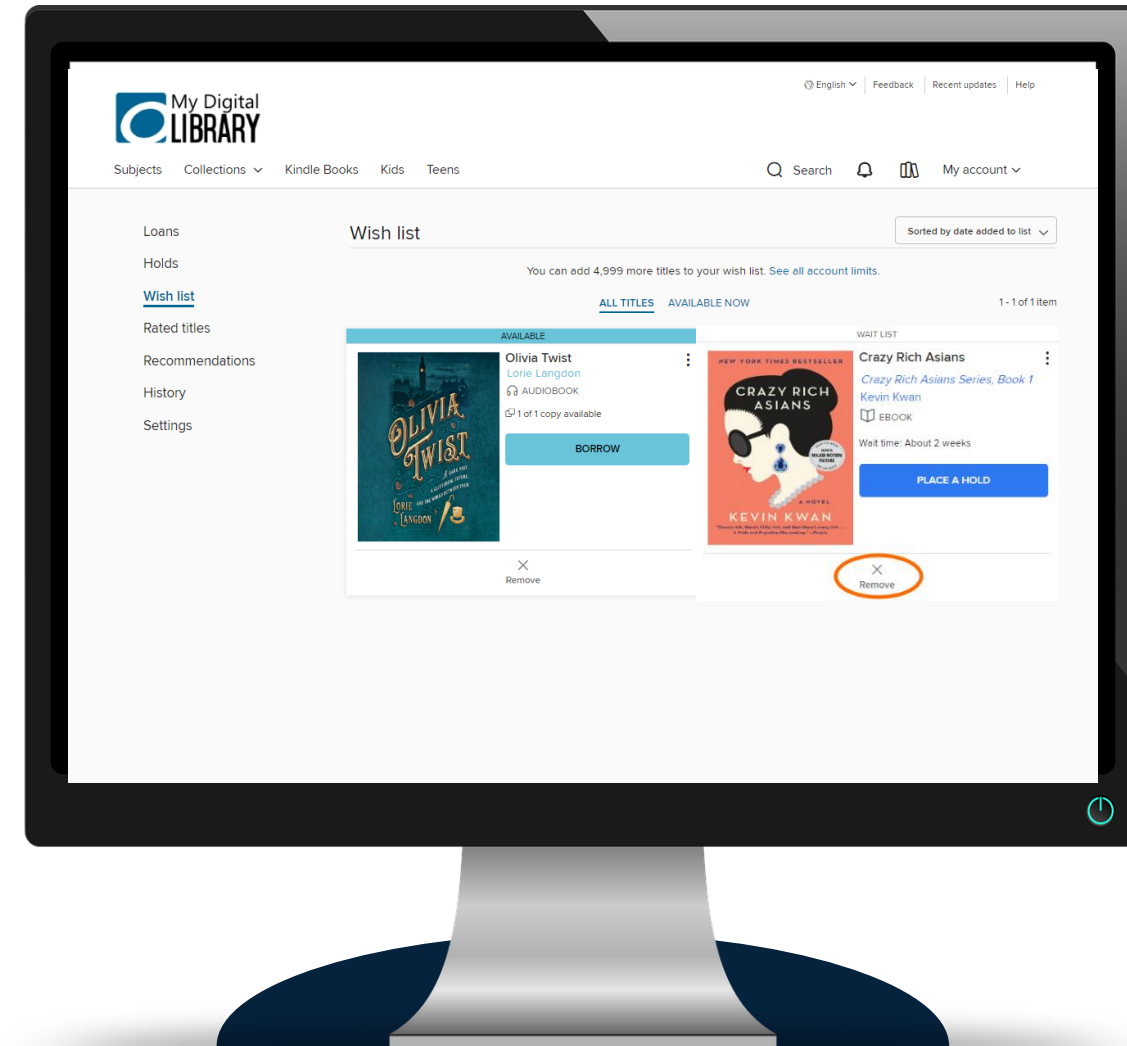 English
Feedback
Recent updates
Help
My Digital
LIBRARY
Subjects
Collections
Kindle Books
Kids
Teens
Search
My account
Loans
Holds
Wish list
Rated titles
Recommendations
History
Settings
Wish list
Sorted by date added to list
You can add 4,999 more titles to your wish list. See all account limits.
ALL TITLES
AVAILABLE NOW
1 - 1 of 1 item
AVAILABLE
OLIVIA
TWIST
LORIE
LANGDON
Olivia Twist
Lorie Langdon
AUDIOBOOK
1 of 1 copy available
BORROW
Remove
WAIT LIST
NEW YORK TIMES BESTSELLER
CRAZY RICH
ASIANS
A NOVEL
KEVIN KWAN
Crazy Rich Asians
Crazy Rich Asians Series, Book 1
Kevin Kwan
EBOOK
Wait time: About 2 weeks
PLACE A HOLD
Remove